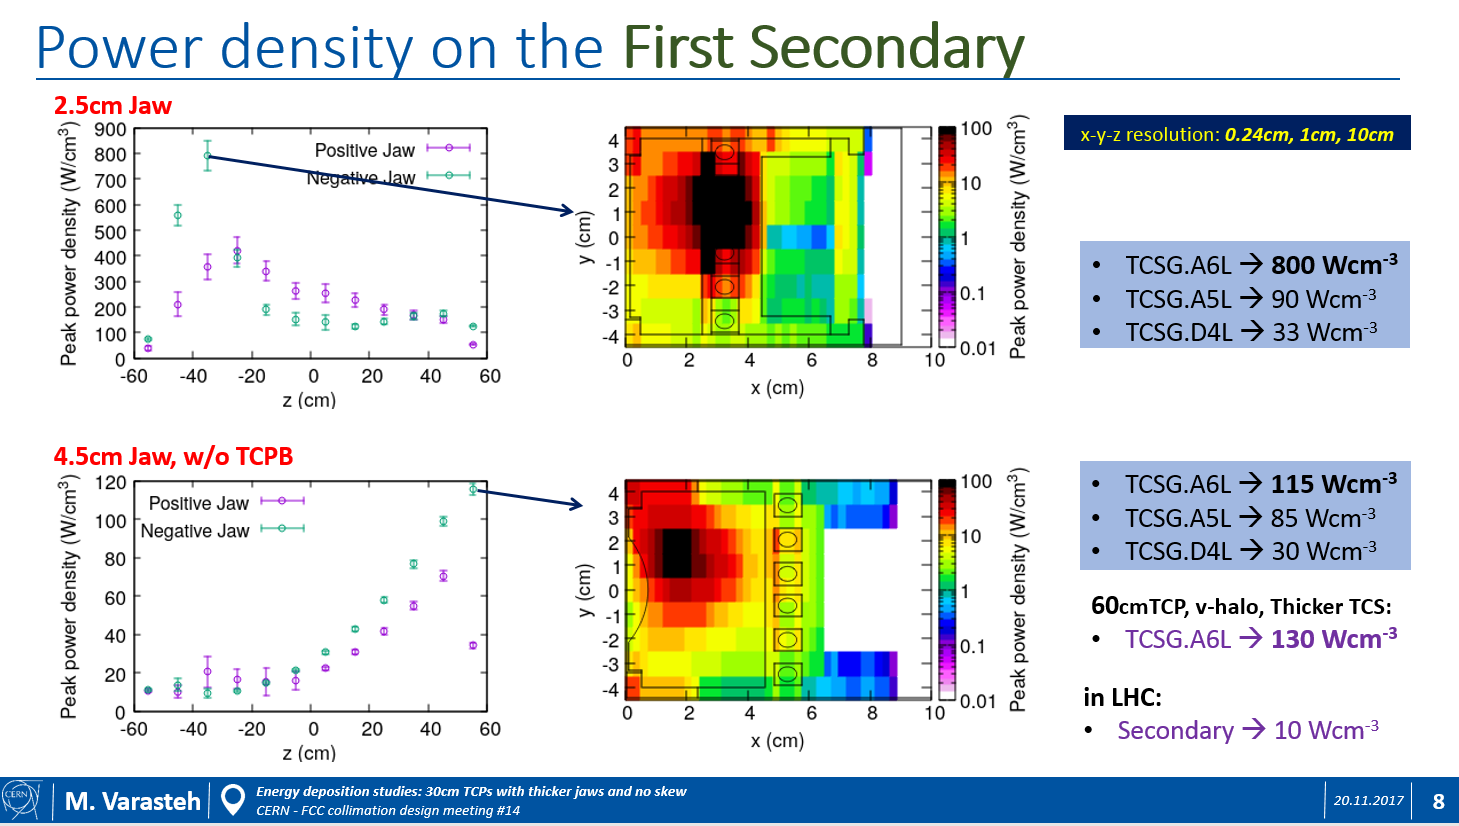 Power density on the First Secondary
2.5cm Jaw
Peak power density (W/cm³)
900
800
700
600
500
400
300
200
100
0
Positive Jaw
Negative Jaw
-60 -40 -20 0 20 40 60
z (cm)
y (cm)
4
3
2
1
0
-1
-2
-3
-4
0 2 4 6 8 10
x (cm)
100
10
1
0.1
0.01
Peak power density (W/cm³)
x-y-z resolution: 0.24cm, 1cm, 10cm
• TCSG.A6L → 800 Wcm⁻³
• TCSG.A5L → 90 Wcm⁻³
• TCSG.D4L → 33 Wcm⁻³
4.5cm Jaw, w/o TCPB
Peak power density (W/cm³)
120
100
80
60
40
20
0
Positive Jaw
Negative Jaw
-60 -40 -20 0 20 40 60
z (cm)
y (cm)
4
3
2
1
0
-1
-2
-3
-4
0 2 4 6 8 10
x (cm)
100
10
1
0.1
0.01
Peak power density (W/cm³)
• TCSG.A6L → 115 Wcm⁻³
• TCSG.A5L → 85 Wcm⁻³
• TCSG.D4L → 30 Wcm⁻³
60cmTCP, v-halo, Thicker TCS:
• TCSG.A6L → 130 Wcm⁻³
in LHC:
• Secondary → 10 Wcm⁻³
CERN
M. Varasteh
Energy deposition studies: 30cm TCPs with thicker jaws and no skew
CERN - FCC collimation design meeting #14
20.11.2017
8